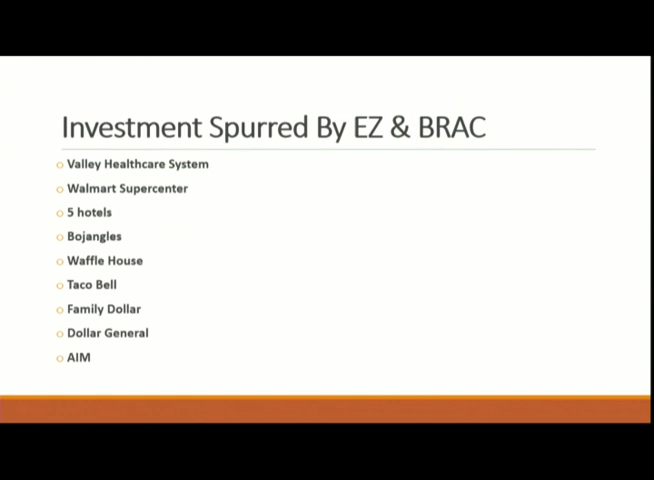 Investment Spurred By EZ & BRAC
o Valley Healthcare System
o Walmart Supercenter
o 5 hotels
o Bojangles
o Waffle House
o Taco Bell
o Family Dollar
o Dollar General
o AIM